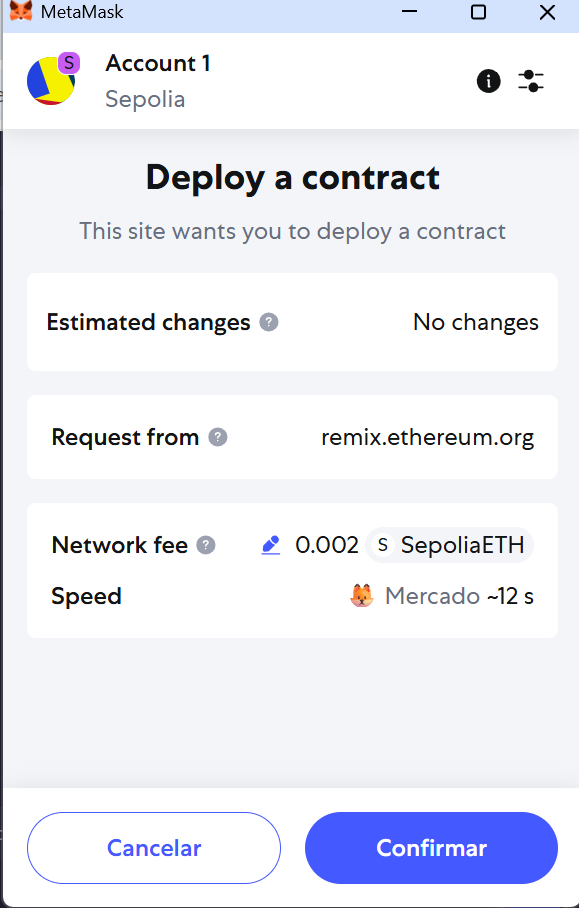 MetaMask
S
Account 1
Sepolia
Deploy a contract
This site wants you to deploy a contract
Estimated changes ? No changes
Request from ? remix.ethereum.org
Network fee ? 0.002 S SepoliaETH
Speed Mercado ~12 s
Cancelar Confirmar